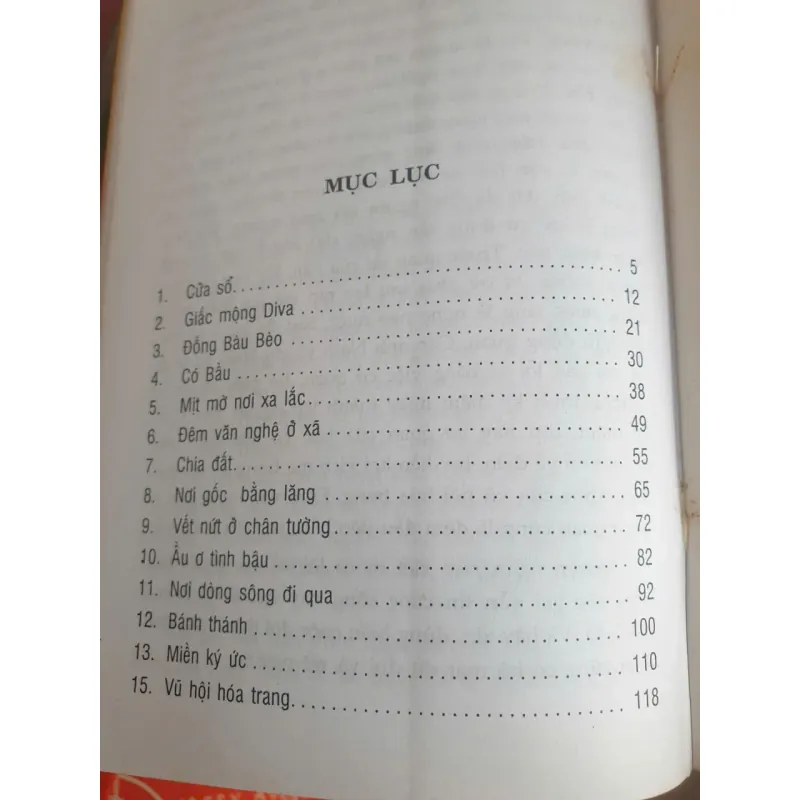 MỤC LỤC
1. Cửa sổ. . . . . . . . . . . . . . . . . . . . . . . . . . . . . . 5
2. Giấc mộng Diva . . . . . . . . . . . . . . . . . . . . . . . . 12
3. Đồng Bàu Bèo . . . . . . . . . . . . . . . . . . . . . . . . 21
4. Có Bầu . . . . . . . . . . . . . . . . . . . . . . . . . . . . . 30
5. Mịt mờ nơi xa lắc. . . . . . . . . . . . . . . . . . . . . . . 38
6. Đêm văn nghệ ở xã . . . . . . . . . . . . . . . . . . . . . 49
7. Chia đất. . . . . . . . . . . . . . . . . . . . . . . . . . . . . 55
8. Nơi gốc bằng lăng . . . . . . . . . . . . . . . . . . . . . 65
9. Vết nứt ở chân tường. . . . . . . . . . . . . . . . . . . . 72
10. Ầu ơ tình bậu . . . . . . . . . . . . . . . . . . . . . . . . 82
11. Nơi dòng sông đi qua . . . . . . . . . . . . . . . . . . . 92
12. Bánh thánh . . . . . . . . . . . . . . . . . . . . . . . . . 100
13. Miền ký ức . . . . . . . . . . . . . . . . . . . . . . . . . 110
15. Vũ hội hóa trang. . . . . . . . . . . . . . . . . . . . . . 118